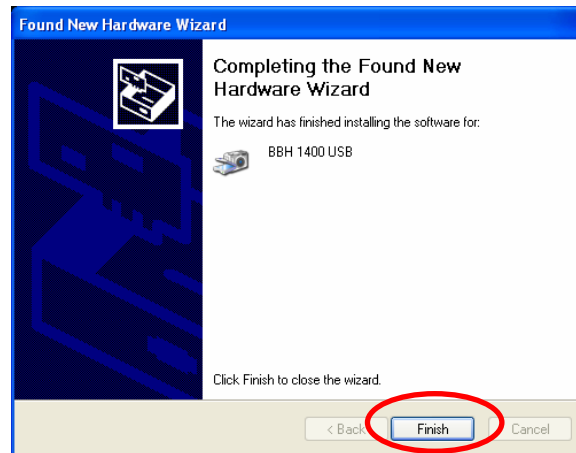 Found New Hardware Wizard
Completing the Found New
Hardware Wizard
The wizard has finished installing the software for:
BBH 1400 USB
Click Finish to close the wizard.
< Back
Finish
Cancel